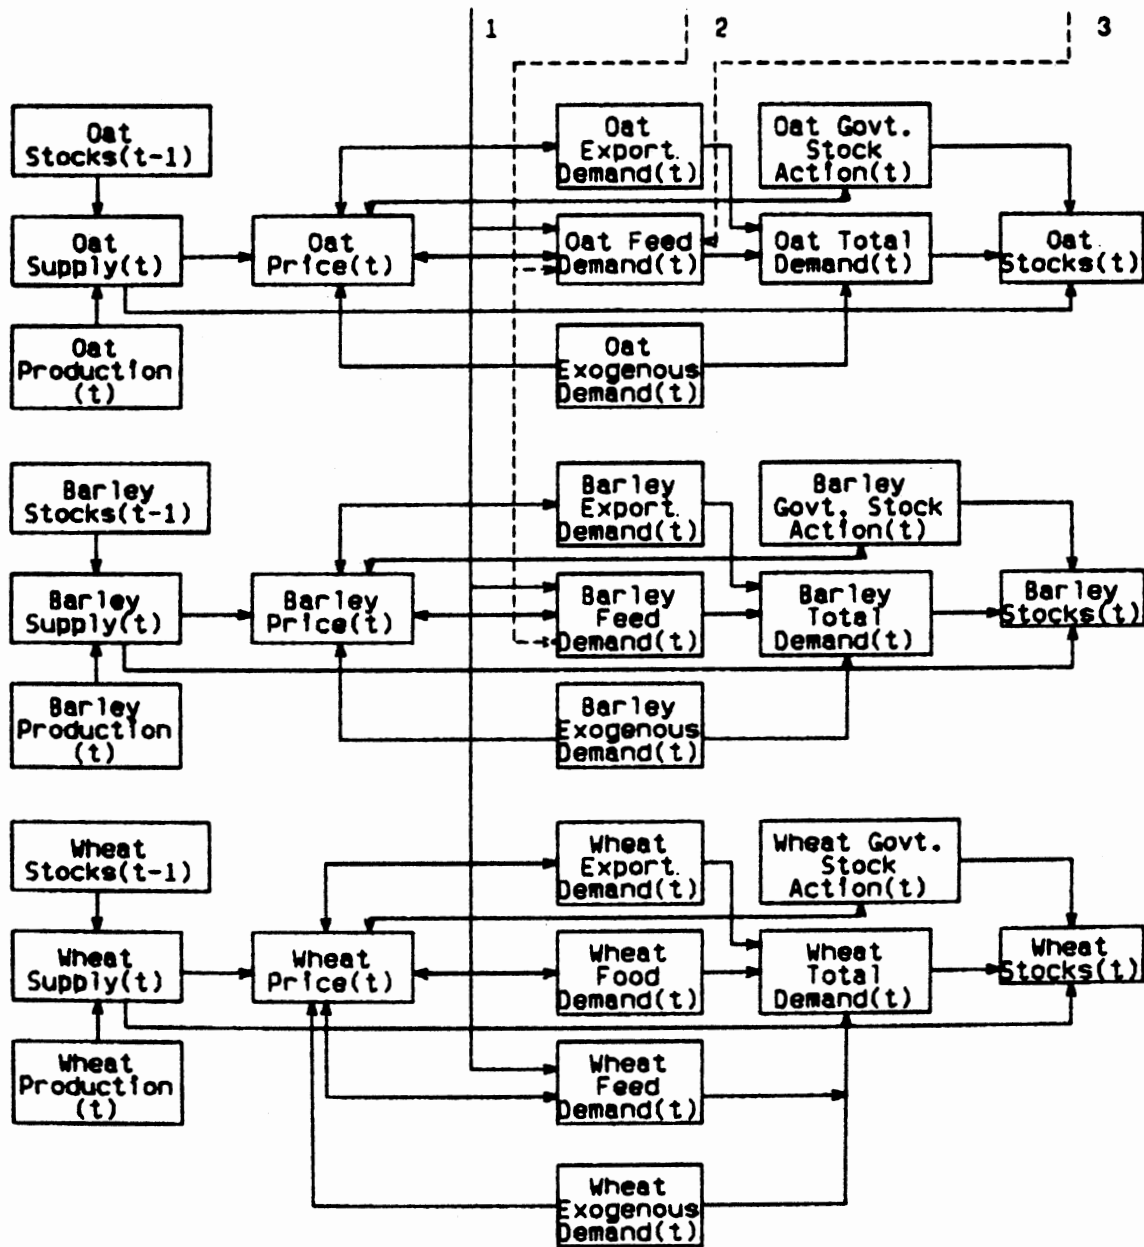 1
2
3
Oat
Stocks(t-1)
Oat
Export
Demand(t)
Oat Govt.
Stock
Action(t)
Oat
Supply(t)
Oat
Price(t)
Oat Feed
Demand(t)
Oat Total
Demand(t)
Oat
Stocks(t)
Oat
Production
(t)
Oat
Exogenous
Demand(t)
Barley
Stocks(t-1)
Barley
Export
Demand(t)
Barley
Govt. Stock
Action(t)
Barley
Supply(t)
Barley
Price(t)
Barley
Feed
Demand(t)
Barley
Total
Demand(t)
Barley
Stocks(t)
Barley
Production
(t)
Barley
Exogenous
Demand(t)
Wheat
Stocks(t-1)
Wheat
Export
Demand(t)
Wheat Govt.
Stock
Action(t)
Wheat
Supply(t)
Wheat
Price(t)
Wheat
Food
Demand(t)
Wheat
Total
Demand(t)
Wheat
Stocks(t)
Wheat
Production
(t)
Wheat
Feed
Demand(t)
Wheat
Exogenous
Demand(t)